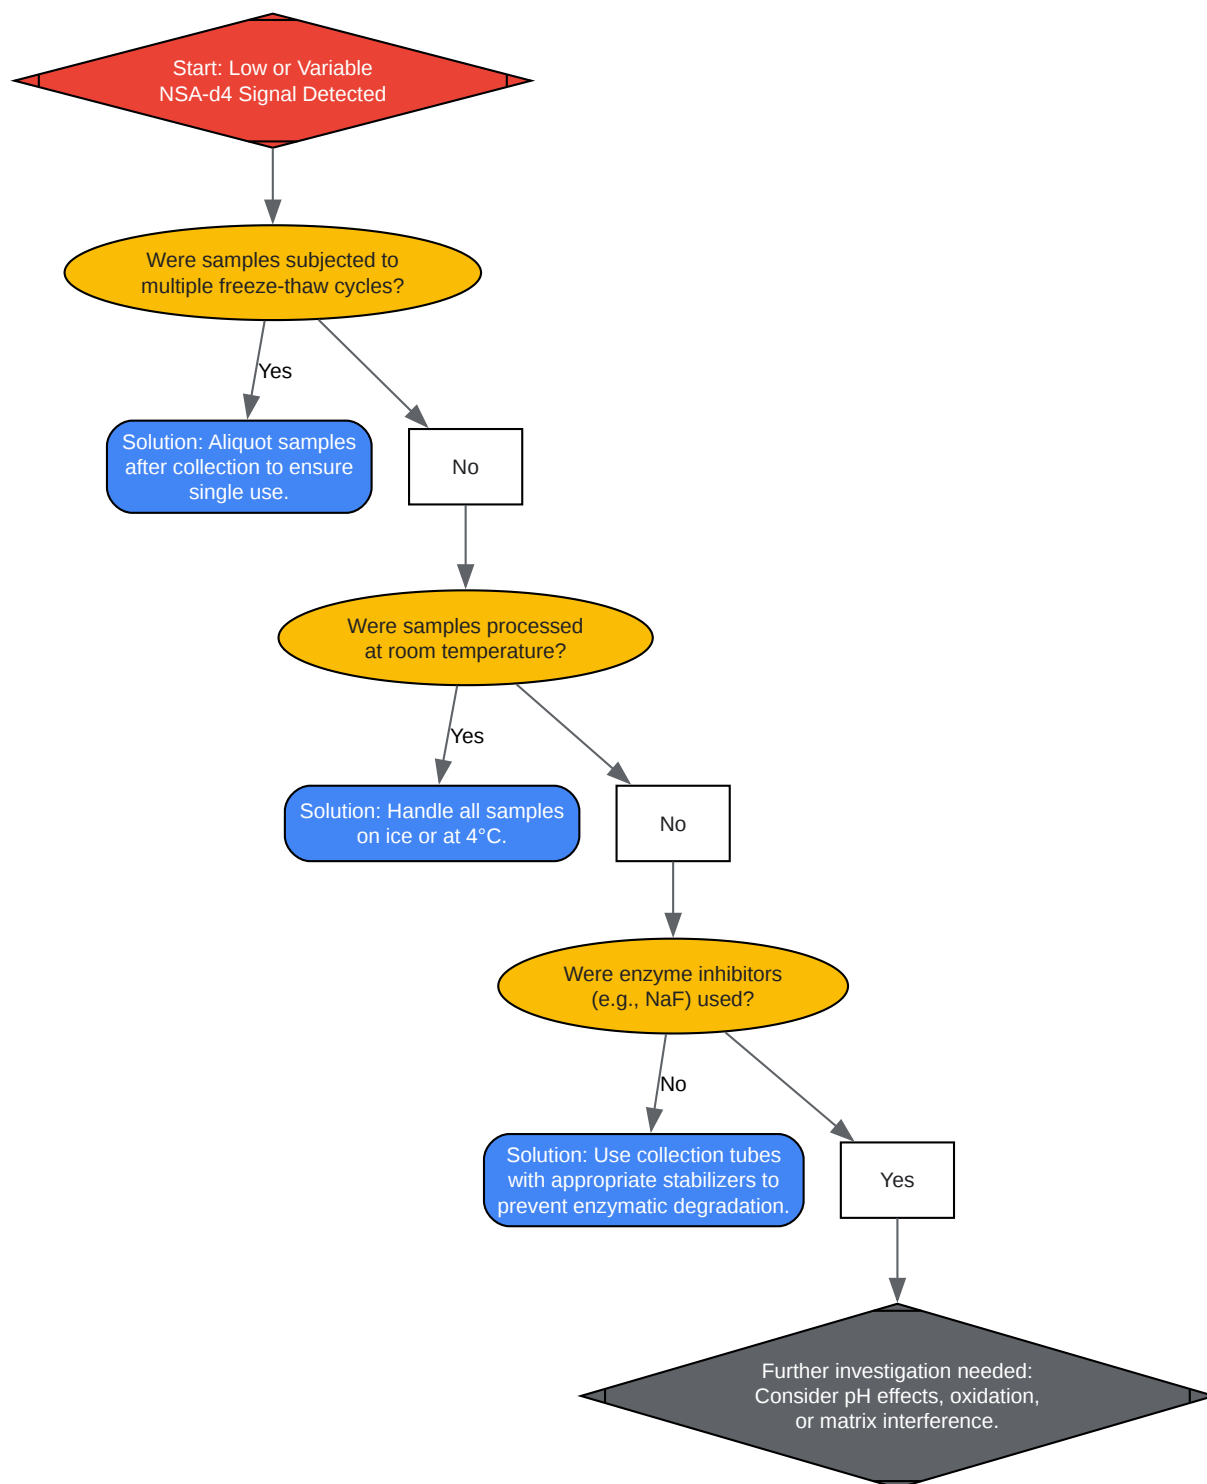 Start: Low or Variable
NSA-d4 Signal Detected
Were samples subjected to
multiple freeze-thaw cycles?
Yes
Solution: Aliquot samples
after collection to ensure
single use.
No
Were samples processed
at room temperature?
Yes
Solution: Handle all samples
on ice or at 4°C.
No
Were enzyme inhibitors
(e.g., NaF) used?
No
Solution: Use collection tubes
with appropriate stabilizers to
prevent enzymatic degradation.
Yes
Further investigation needed:
Consider pH effects, oxidation,
or matrix interference.